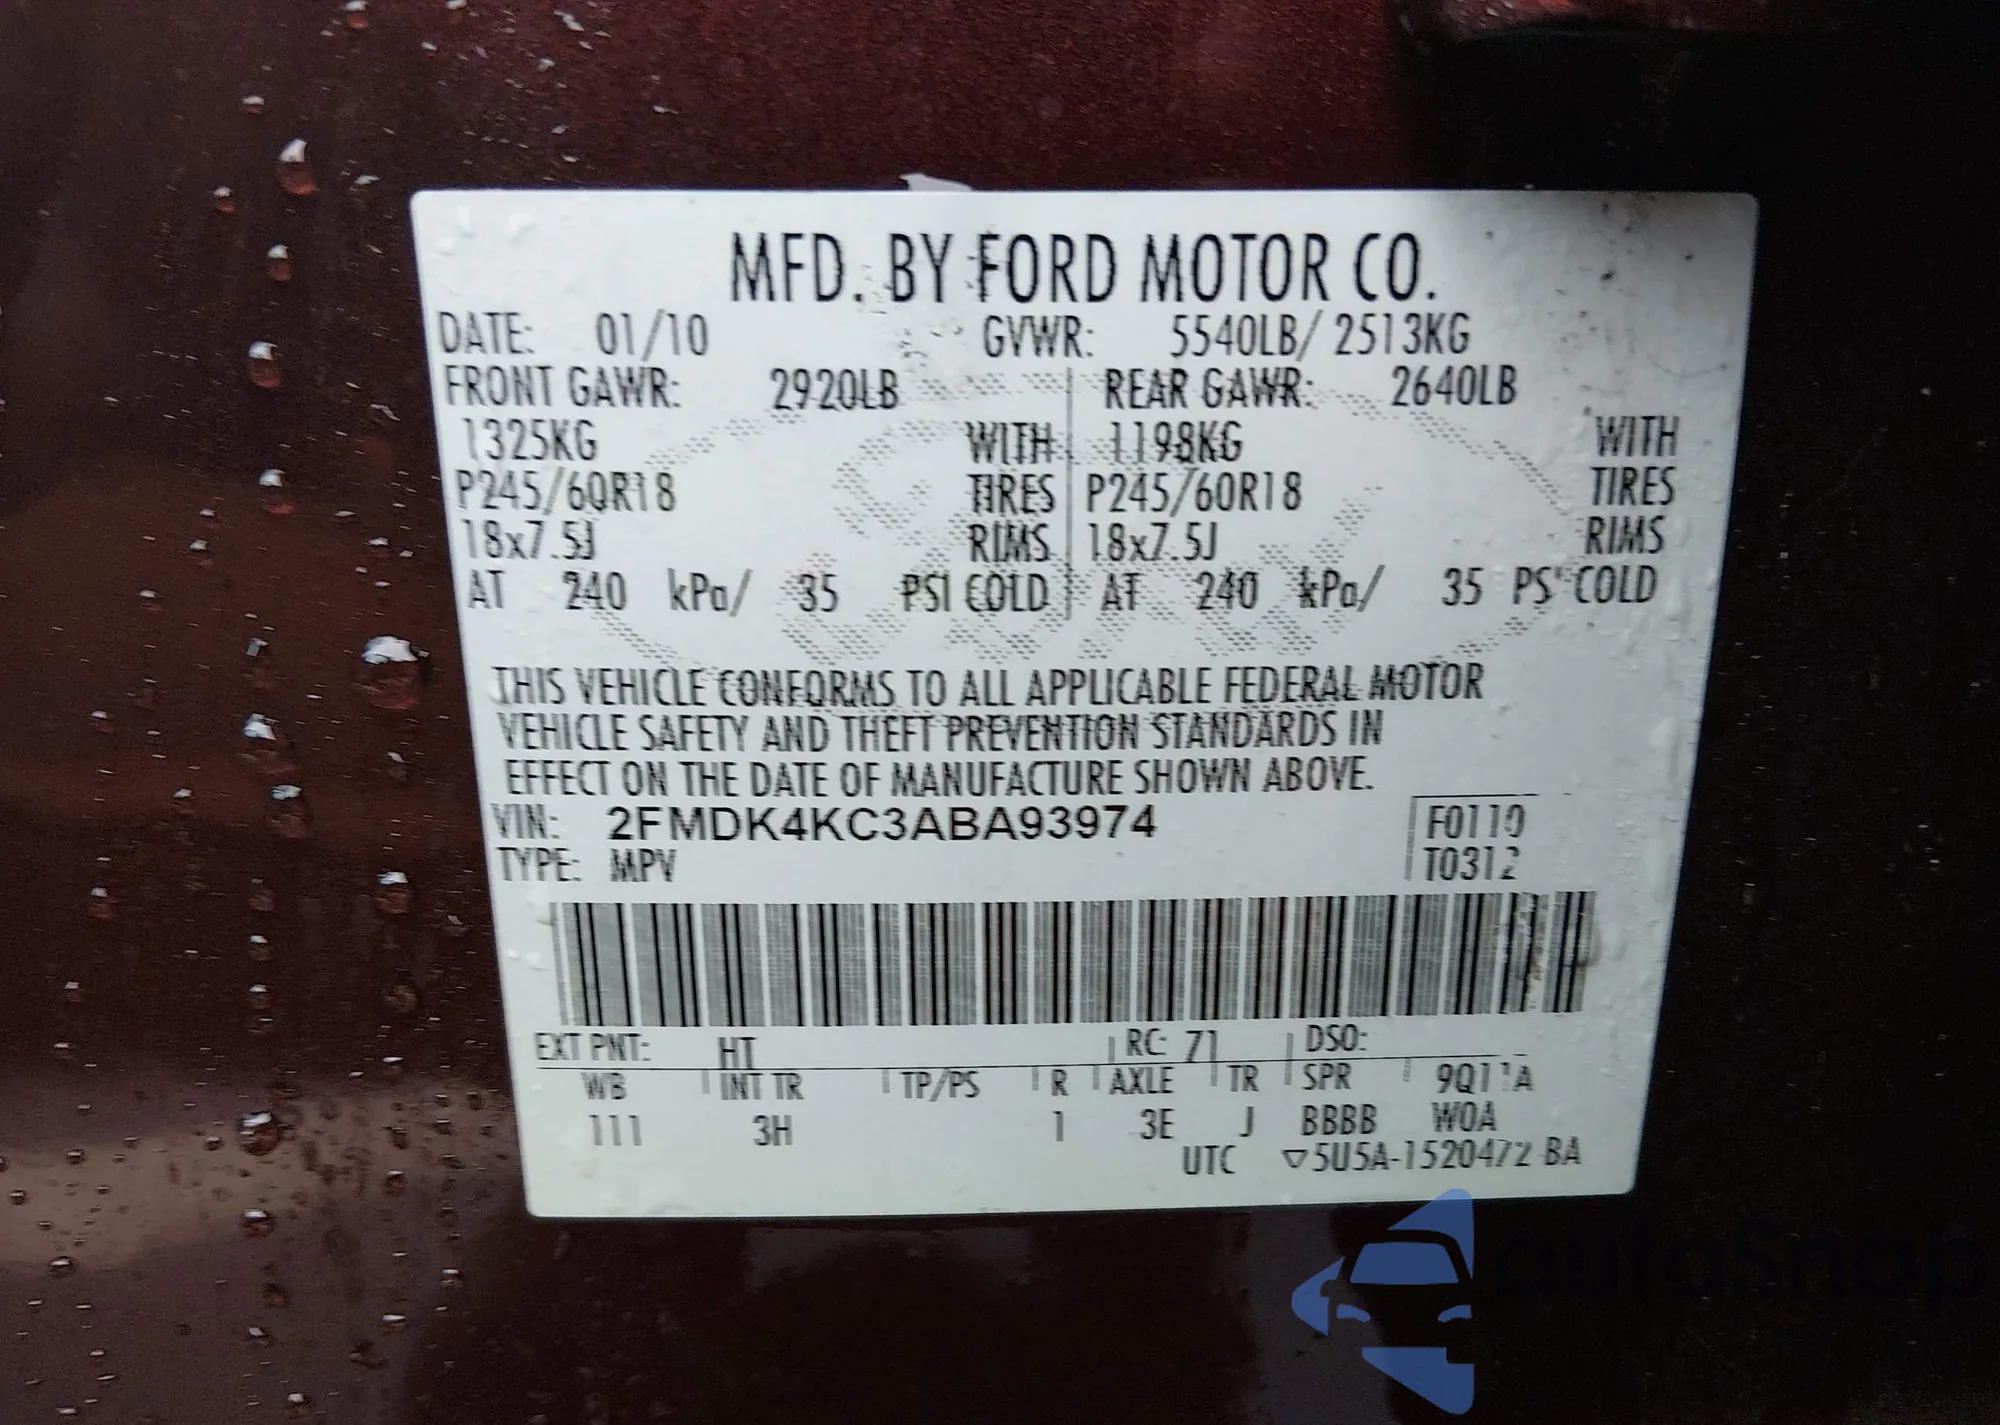 MFD. BY FORD MOTOR CO.
DATE: 01/10 GVWR: 5540LB/ 2513KG
FRONT GAWR: 2920LB REAR GAWR: 2640LB
1325KG WITH 1198KG WITH
P245/60R18 TIRES P245/60R18 TIRES
18x7.5J RIMS 18x7.5J RIMS
AT 240 kPa/ 35 PSI COLD AT 240 kPa/ 35 PSI COLD
THIS VEHICLE CONFORMS TO ALL APPLICABLE FEDERAL MOTOR
VEHICLE SAFETY AND THEFT PREVENTION STANDARDS IN
EFFECT ON THE DATE OF MANUFACTURE SHOWN ABOVE.
VIN: 2FMDK4KC3ABA93974 F0110
TYPE: MPV T0312
EXT PNT: HT RC: 71 DSO:
WB INT TR TP/PS R AXLE TR SPR
111 3H 1 3E J BBBB W0A
UTC ▽5U5A-1520472-BA
autoSnap